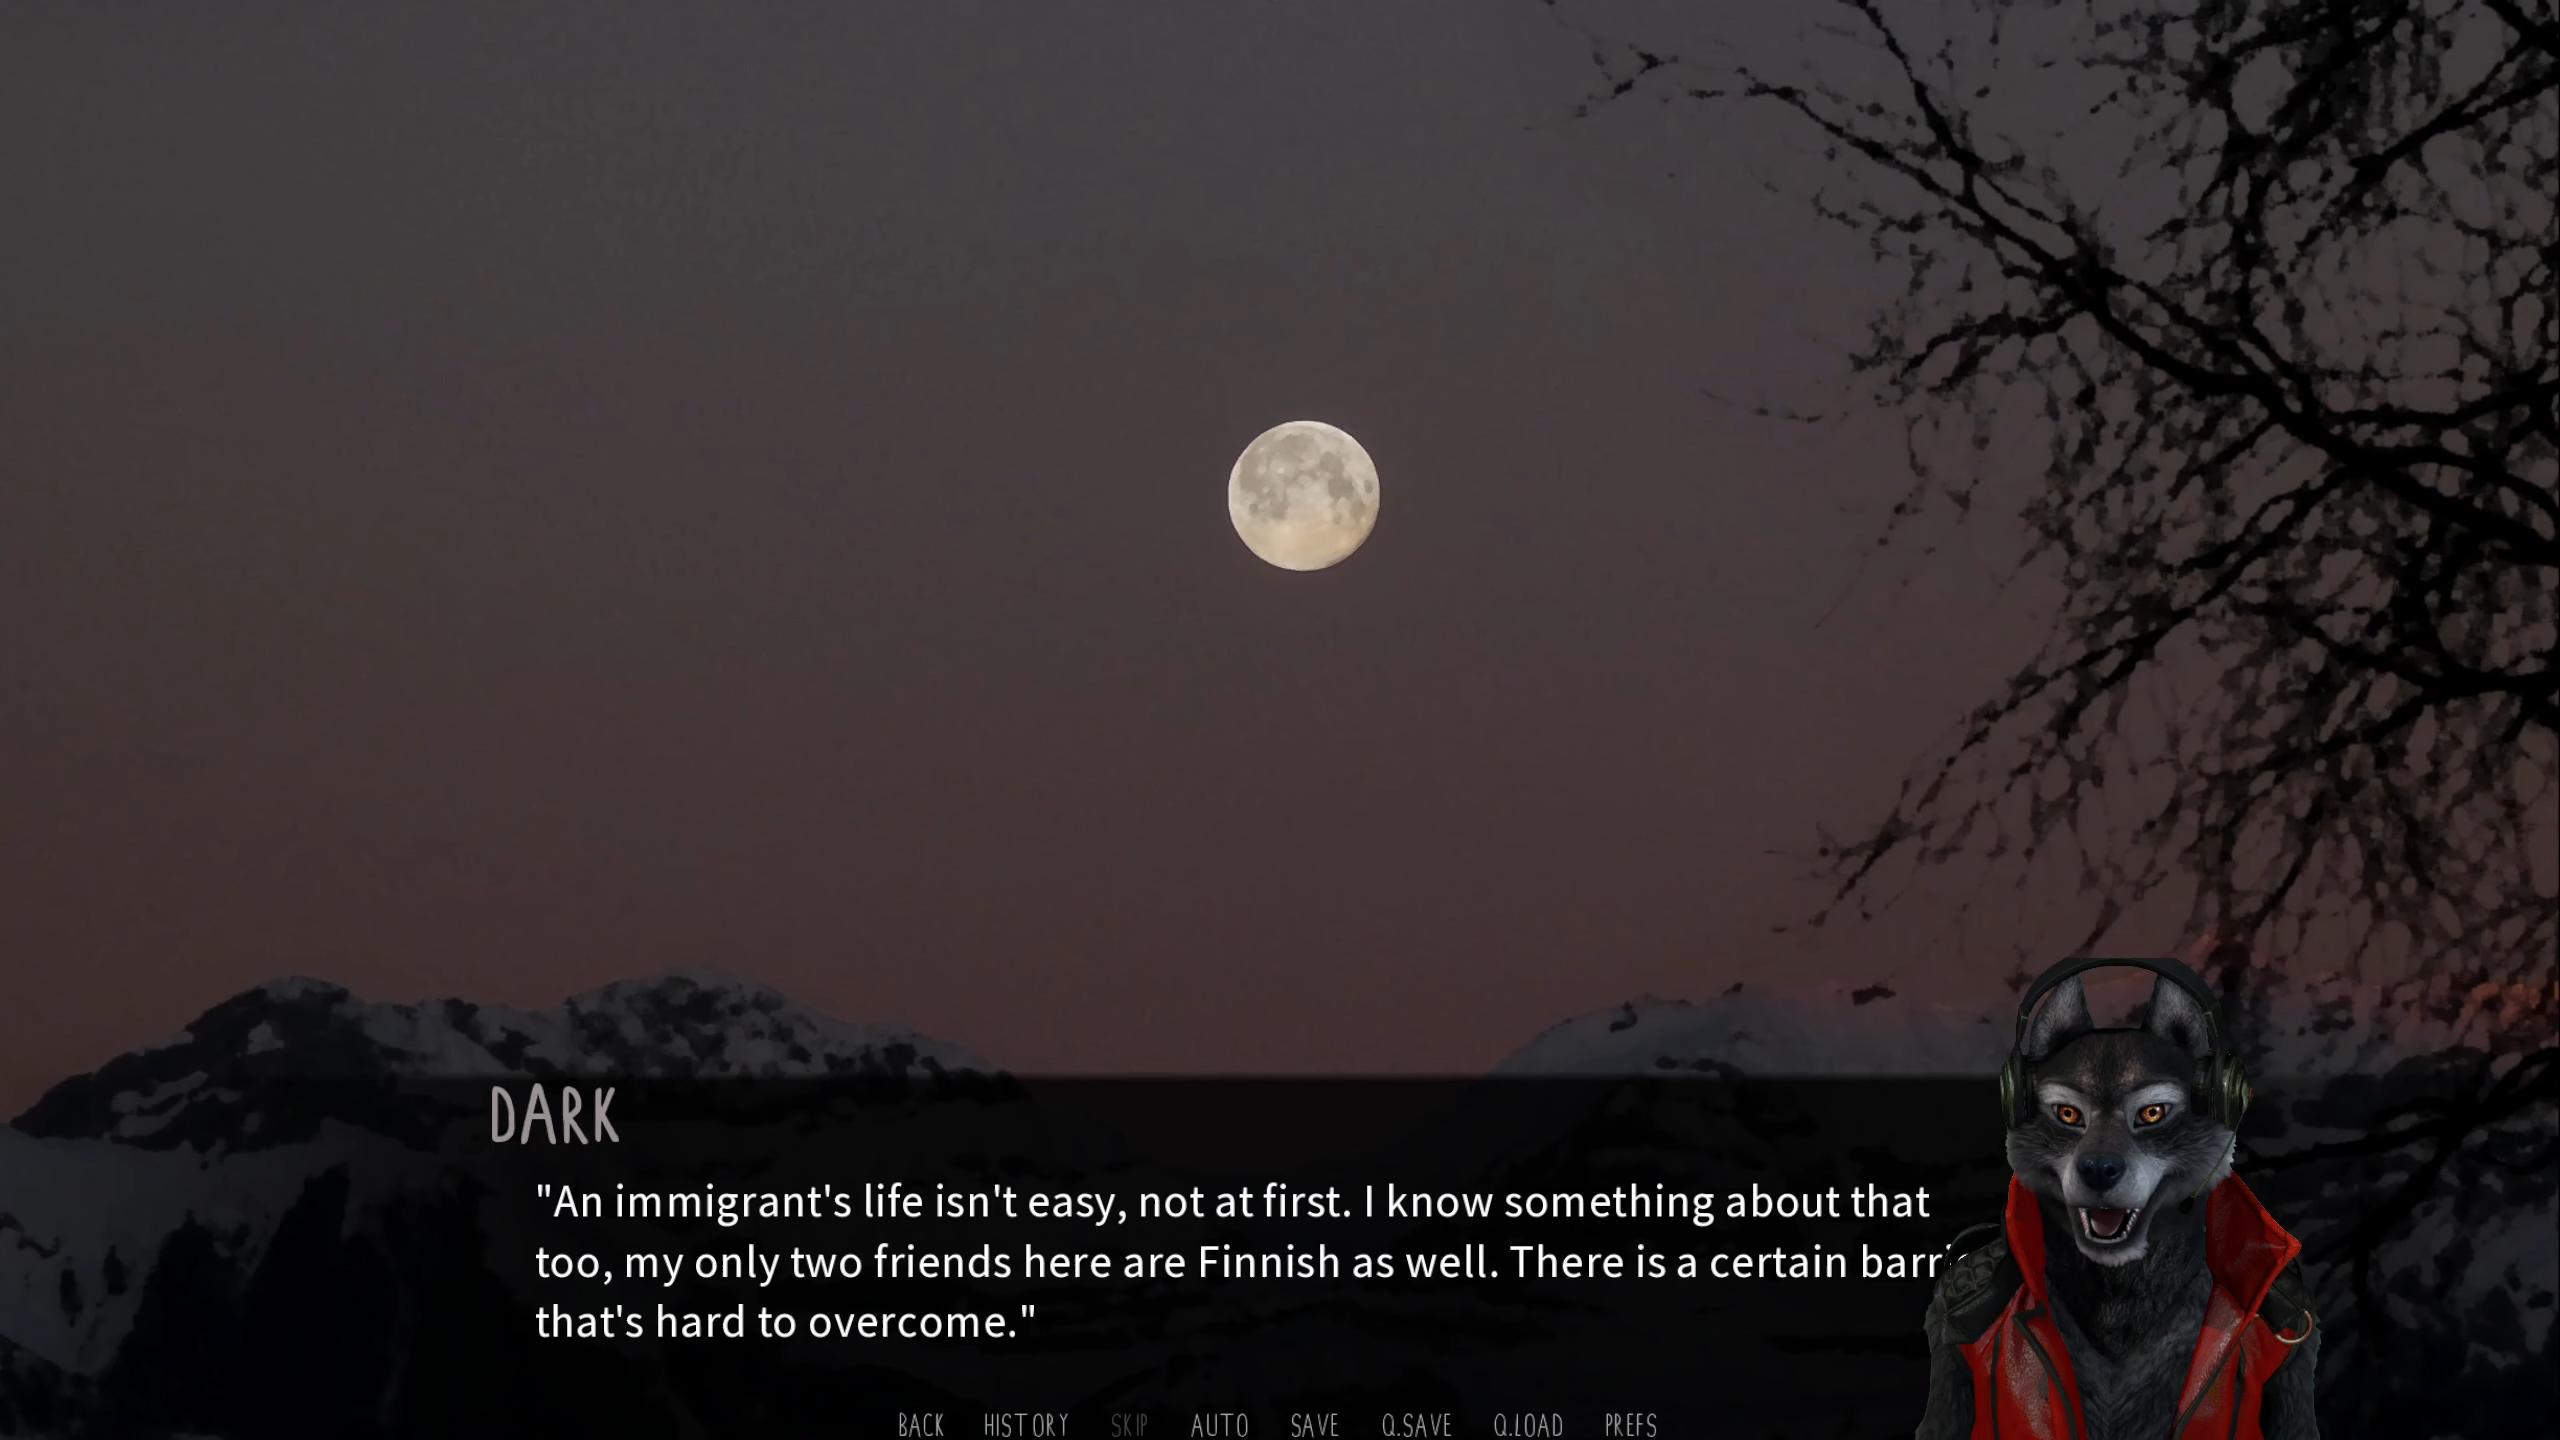 DARK
"An immigrant's life isn't easy, not at first. I know something about that
too, my only two friends here are Finnish as well. There is a certain
that's hard to overcome."
BACK HISTORY SKIP AUTO SAVE Q.SAVE Q.LOAD PREFS